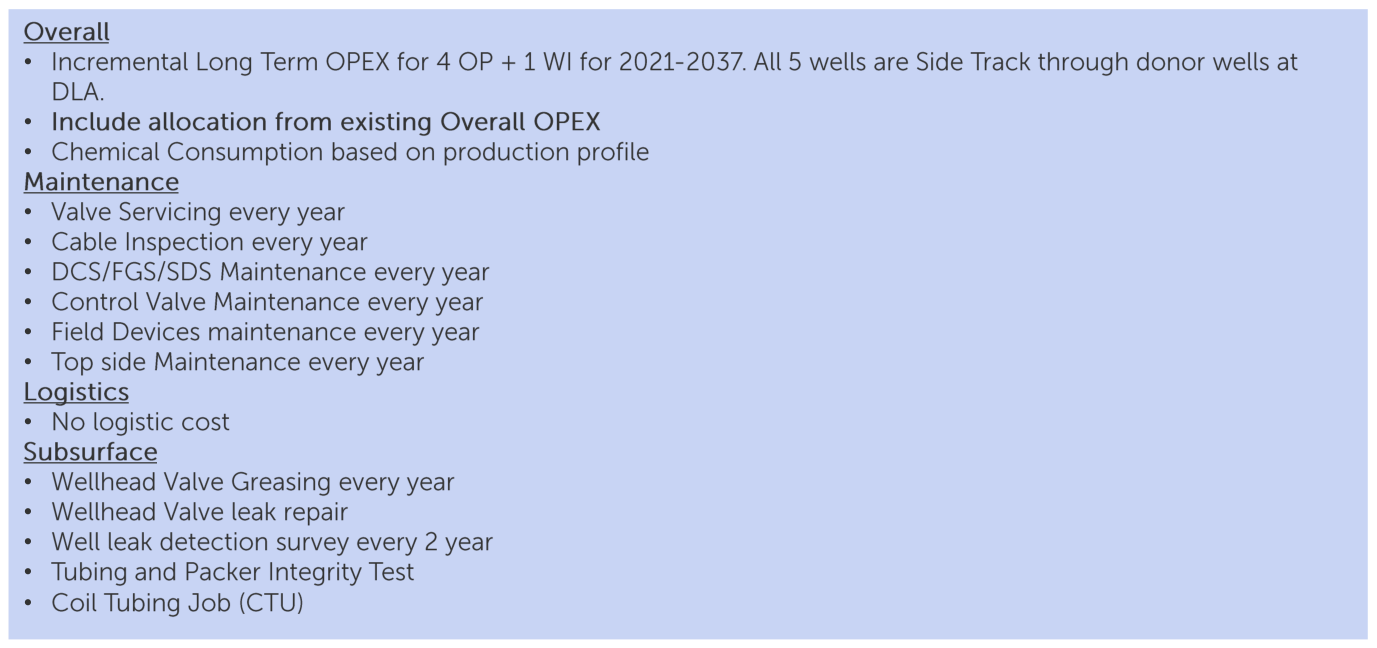 Overall
• Incremental Long Term OPEX for 4 OP + 1 WI for 2021-2037. All 5 wells are Side Track through donor wells at
DLA.
• Include allocation from existing Overall OPEX
• Chemical Consumption based on production profile
Maintenance
• Valve Servicing every year
• Cable Inspection every year
• DCS/FGS/SDS Maintenance every year
• Control Valve Maintenance every year
• Field Devices maintenance every year
• Top side Maintenance every year
Logistics
• No logistic cost
Subsurface
• Wellhead Valve Greasing every year
• Wellhead Valve leak repair
• Well leak detection survey every 2 year
• Tubing and Packer Integrity Test
• Coil Tubing Job (CTU)